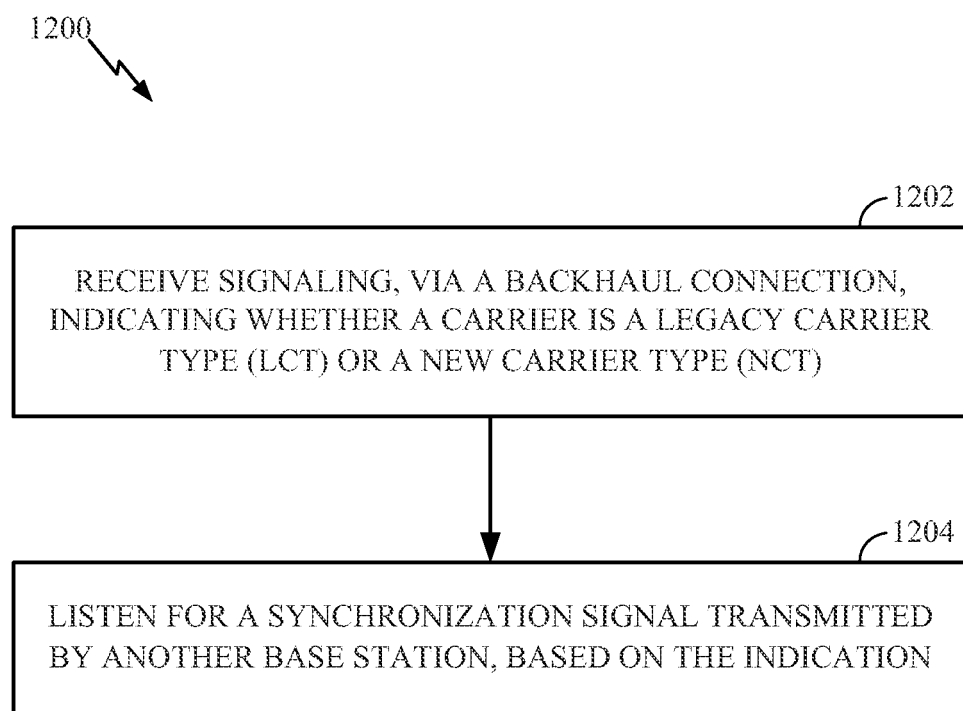 1200
1202
RECEIVE SIGNALING, VIA A BACKHAUL CONNECTION,
INDICATING WHETHER A CARRIER IS A LEGACY CARRIER
TYPE (LCT) OR A NEW CARRIER TYPE (NCT)
1204
LISTEN FOR A SYNCHRONIZATION SIGNAL TRANSMITTED
BY ANOTHER BASE STATION, BASED ON THE INDICATION